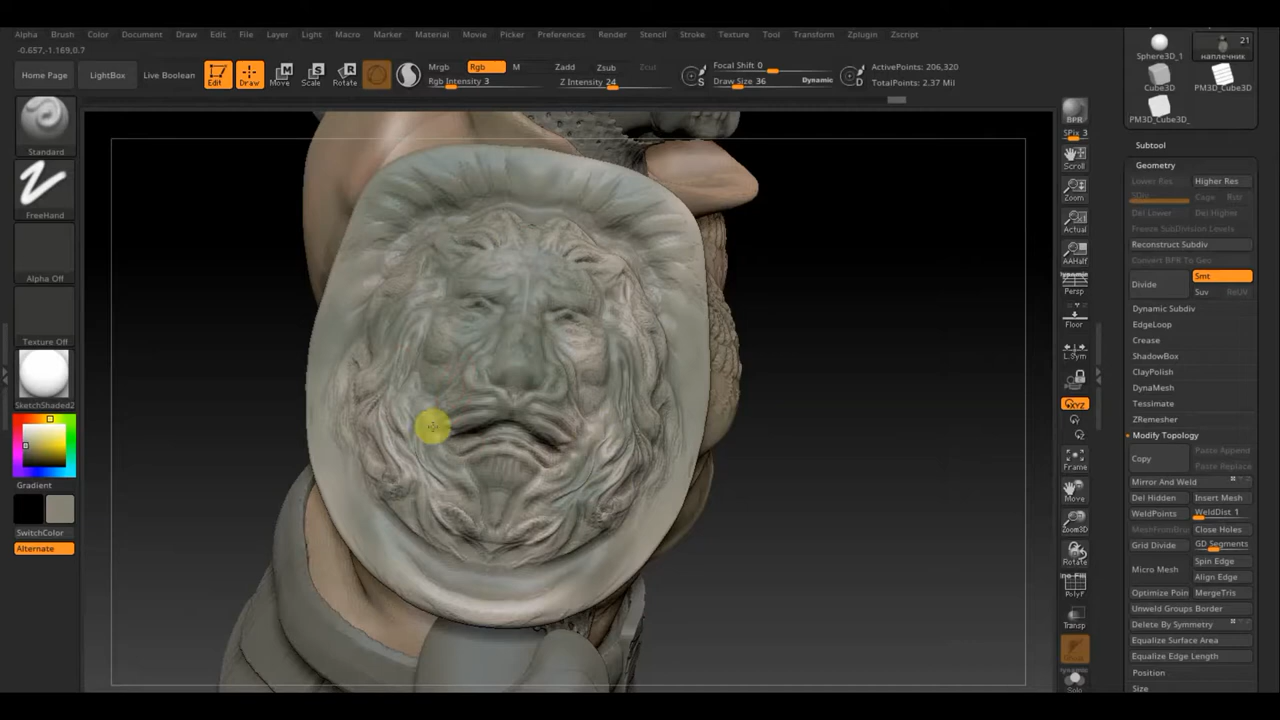 Alpha Brush Color Document Draw Edit File Layer Light Macro Marker Material Movie Picker Preferences Render Stencil Stroke Texture Tool Transform Zplugin Zscript
-0.657,-1.169,0.7
Home Page LightBox Live Boolean Edit Draw Move Scale Rotate
Mrgb Rgb M Zadd Zsub Zcut Focal Shift 0 ActivePoints: 206,320
Rgb Intensity 3 Z Intensity 24 Draw Size 36 Dynamic TotalPoints: 2.37 Mil
S D
Standard
FreeHand
Alpha Off
Texture Off
SketchShaded2
Gradient
SwitchColor
Alternate
BPR
SPix 3
Scroll
Zoom
Actual
AAHalf
dynamic
Persp
Floor
L.Sym
XYZ
Frame
Move
Zoom3D
Rotate
PolyF
Transp
dynamic
Solo
21
Sphere3D_1 наплечник
Cube3D PM3D_Cube3D
PM3D_Cube3D_
Subtool
Geometry
Lower Res Higher Res
SDiv Cage Rstr
Del Lower Del Higher
Freeze SubDivision Levels
Reconstruct Subdiv
Convert BPR To Geo
Divide Smt
Suv ReUV
Dynamic Subdiv
EdgeLoop
Crease
ShadowBox
ClayPolish
DynaMesh
Tessimate
ZRemesher
Modify Topology
Copy Paste Append
Paste Replace
Mirror And Weld
Del Hidden Insert Mesh
WeldPoints WeldDist 1
MeshFromBru Close Holes
Grid Divide GD Segments
Micro Mesh Spin Edge
Align Edge
Optimize Poin MergeTris
Unweld Groups Border
Delete By Symmetry
Equalize Surface Area
Equalize Edge Length
Position
Size